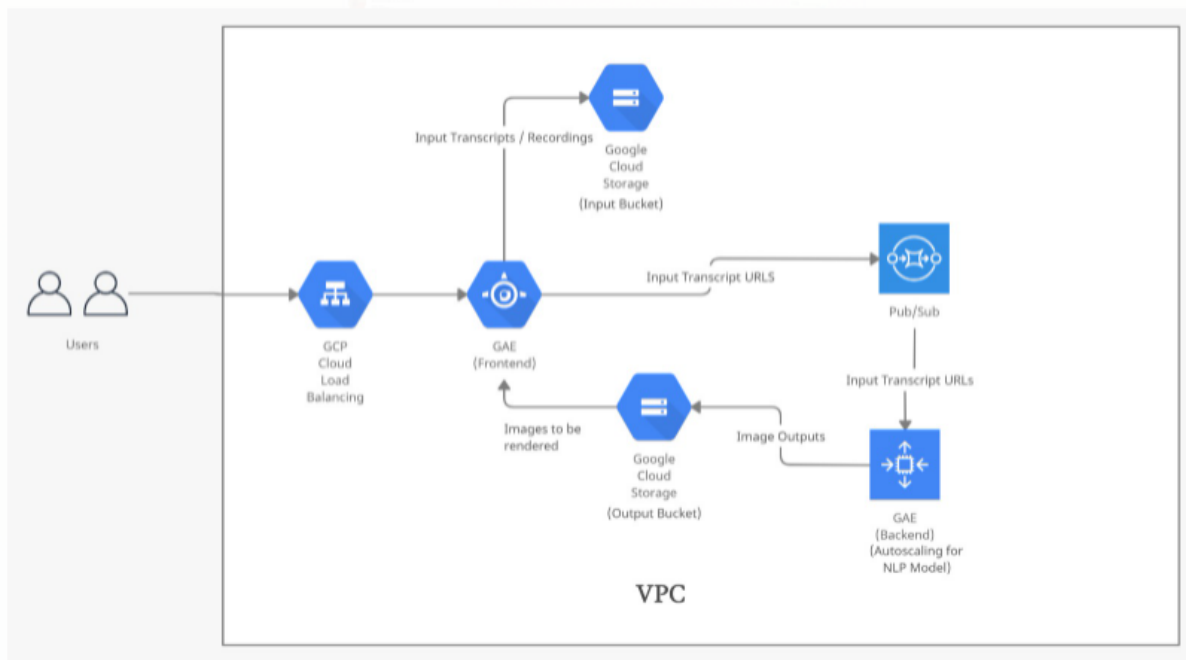 Input Transcripts / Recordings
Google
Cloud
Storage
(Input Bucket)
Input Transcript URLS
Pub/Sub
Users
GCP
Cloud
Load
Balancing
GAE
(Frontend)
Input Transcript URLs
Images to be
rendered
Image Outputs
Google
Cloud
Storage
(Output Bucket)
GAE
(Backend)
(Autoscaling for
NLP Model)
VPC